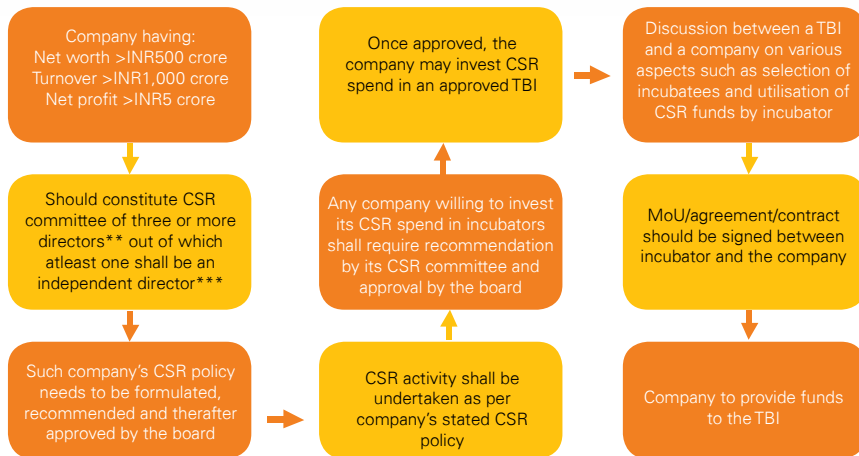 Company having:
Net worth >INR500 crore
Turnover >INR1,000 crore
Net profit >INR5 crore
Should constitute CSR
committee of three or more
directors** out of which
atleast one shall be an
independent director***
Such company's CSR policy
needs to be formulated,
recommended and therafter
approved by the board
CSR activity shall be
undertaken as per
company's stated CSR
policy
Any company willing to invest
its CSR spend in incubators
shall require recommendation
by its CSR committee and
approval by the board
Once approved, the
company may invest CSR
spend in an approved TBI
Discussion between a TBI
and a company on various
aspects such as selection of
incubatees and utilisation of
CSR funds by incubator
MoU/agreement/contract
should be signed between
incubator and the company
Company to provide funds
to the TBI